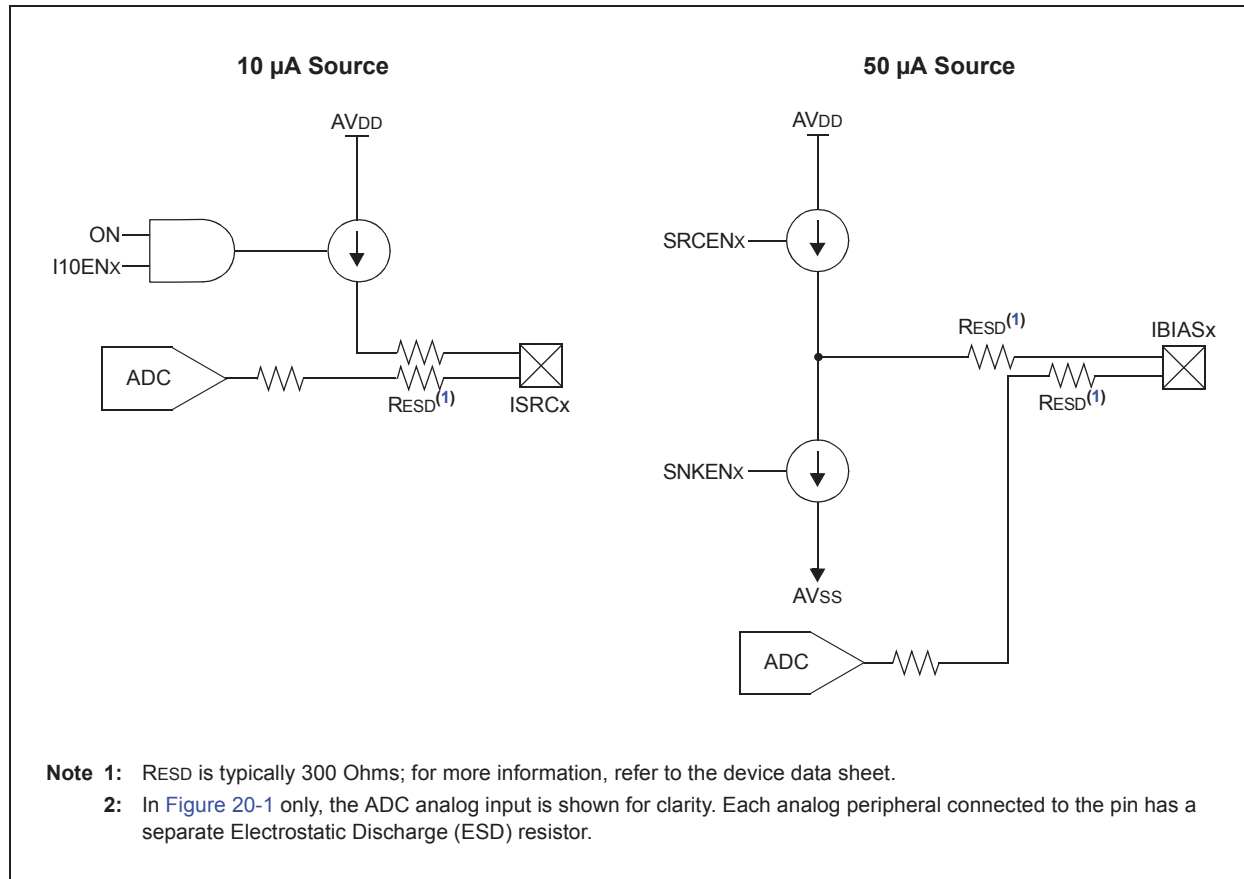 10 µA Source
AVDD
ON
I10ENx
ADC
RESD(1)
ISRCx
50 µA Source
AVDD
SRCENx
RESD(1)
IBIASx
RESD(1)
SNKENx
AVSS
ADC
Note 1: RESD is typically 300 Ohms; for more information, refer to the device data sheet.
2: In Figure 20-1 only, the ADC analog input is shown for clarity. Each analog peripheral connected to the pin has a
separate Electrostatic Discharge (ESD) resistor.